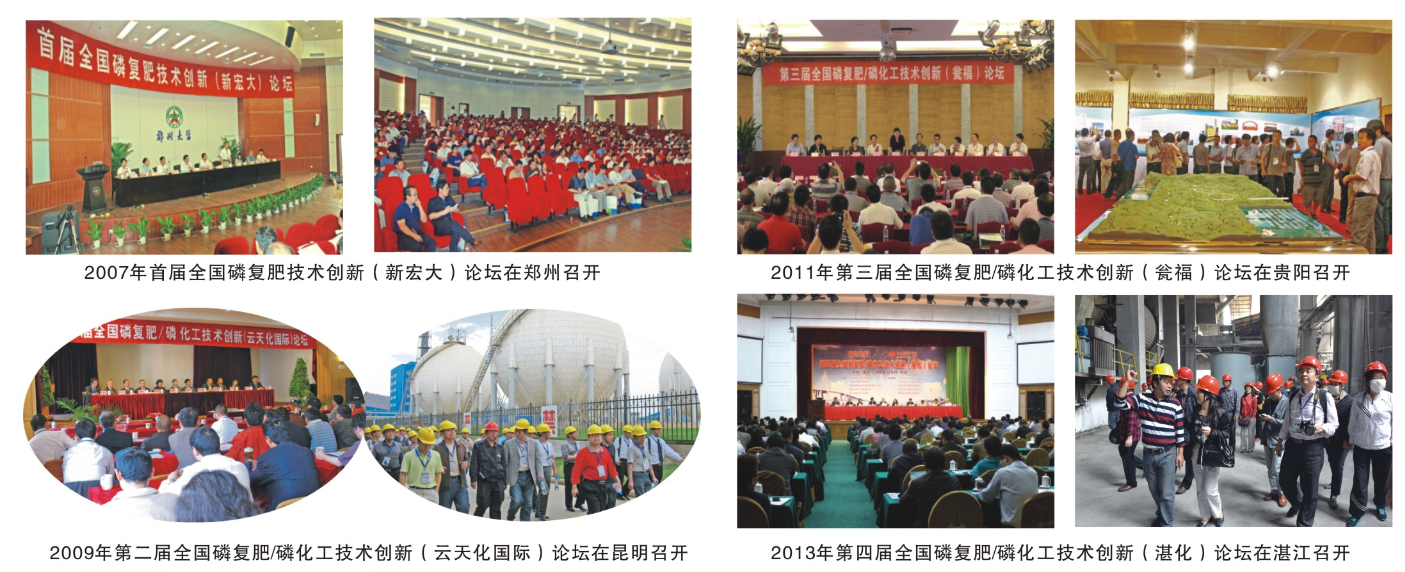 首届全国磷复肥技术创新（新宏大）论坛
郑州大学
第三届全国磷复肥/磷化工技术创新（瓮福）论坛
2007年首届全国磷复肥技术创新（新宏大）论坛在郑州召开
2011年第三届全国磷复肥/磷化工技术创新（瓮福）论坛在贵阳召开
届全国磷复肥/磷化工技术创新(云天化国际)论坛
禁
2009年第二届全国磷复肥/磷化工技术创新（云天化国际）论坛在昆明召开
2013年第四届全国磷复肥/磷化工技术创新（湛化）论坛在湛江召开